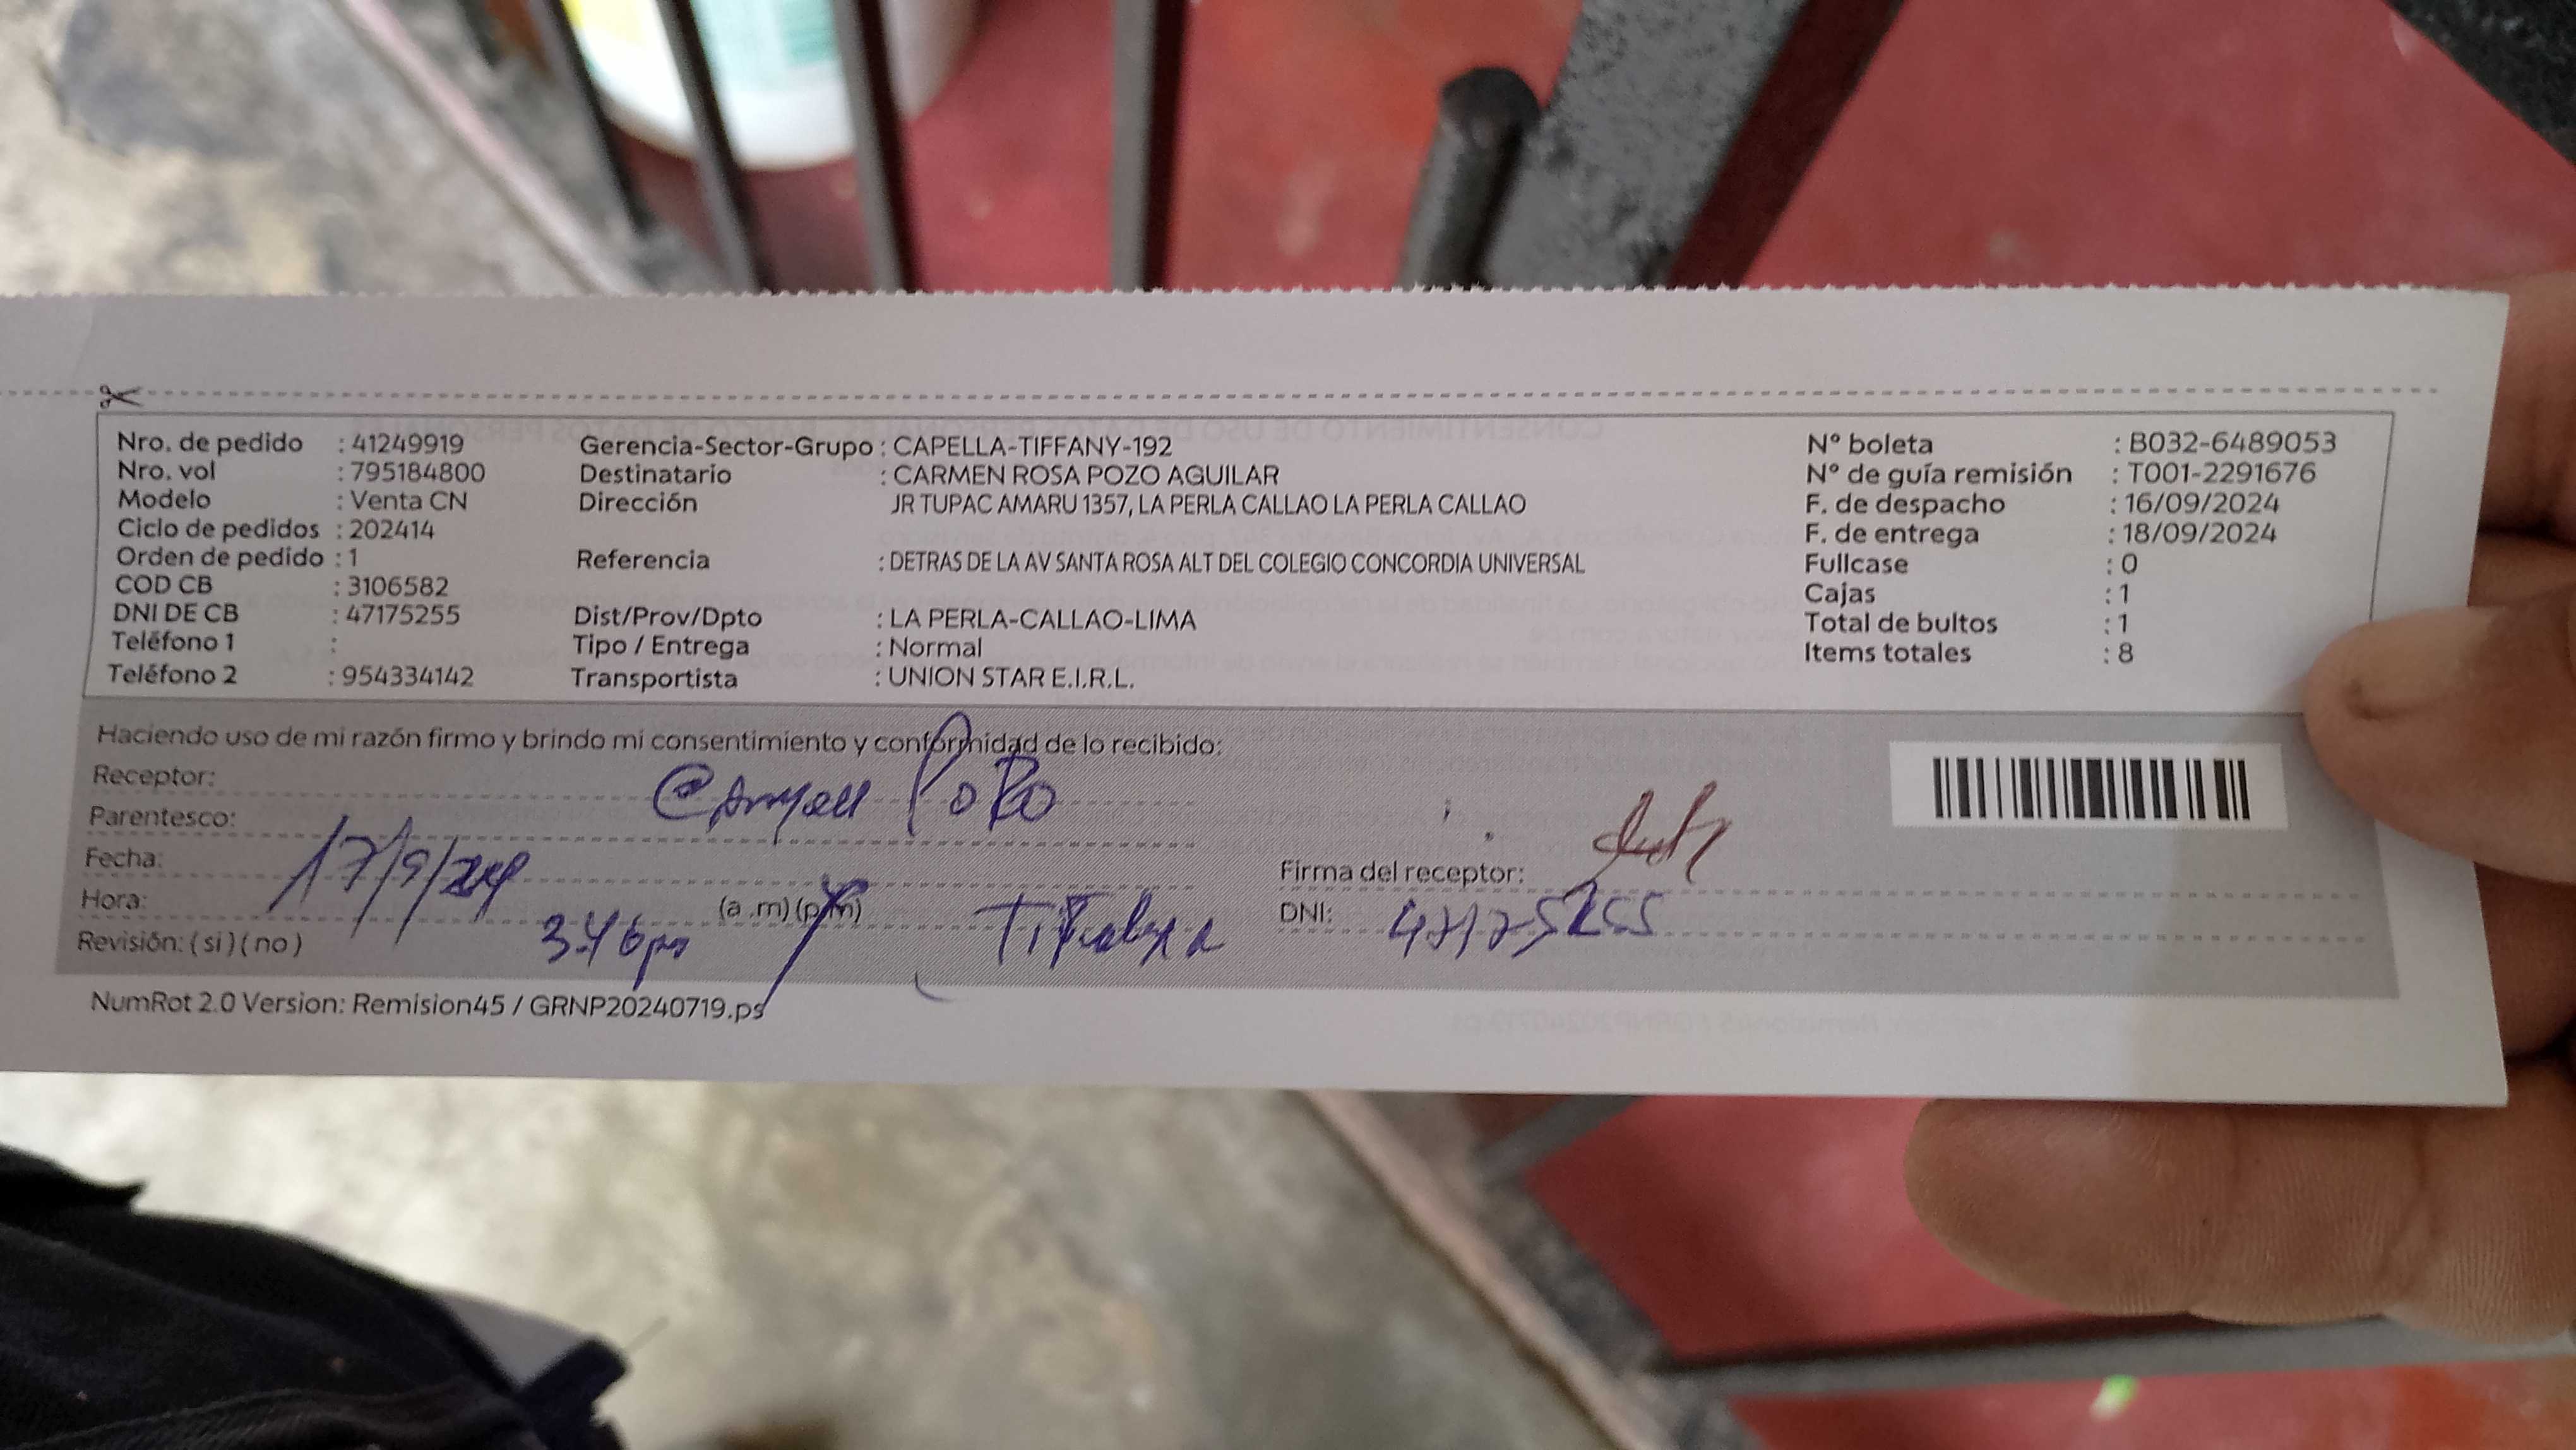 Nro. de pedido : 41249919 Gerencia-Sector-Grupo : CAPELLA-TIFFANY-192 N° boleta : B032-6489053
Nro. vol : 795184800 Destinatario : CARMEN ROSA POZO AGUILAR N° de guía remisión : T001-2291676
Modelo : Venta CN Dirección JR TUPAC AMARU 1357, LA PERLA CALLAO LA PERLA CALLAO F. de despacho : 16/09/2024
Ciclo de pedidos : 202414 F. de entrega : 18/09/2024
Orden de pedido : 1 Referencia : DETRAS DE LA AV SANTA ROSA ALT DEL COLEGIO CONCORDIA UNIVERSAL Fullcase : 0
COD CB : 3106582 Cajas : 1
DNI DE CB : 47175255 Dist/Prov/Dpto : LA PERLA-CALLAO-LIMA Total de bultos : 1
Teléfono 1 : Tipo / Entrega : Normal Items totales : 8
Teléfono 2 : 954334142 Transportista : UNION STAR E.I.R.L.
Haciendo uso de mi razón firmo y brindo mi consentimiento y conformidad de lo recibido:
Receptor: Carmen Pozo
Parentesco:
Fecha: 17/9/2024 Firma del receptor:
Hora: 3.46pm (a .m) (p.m) Titular DNI: 47175255
Revisión: ( si ) ( no )
NumRot 2.0 Version: Remision45 / GRNP20240719.ps